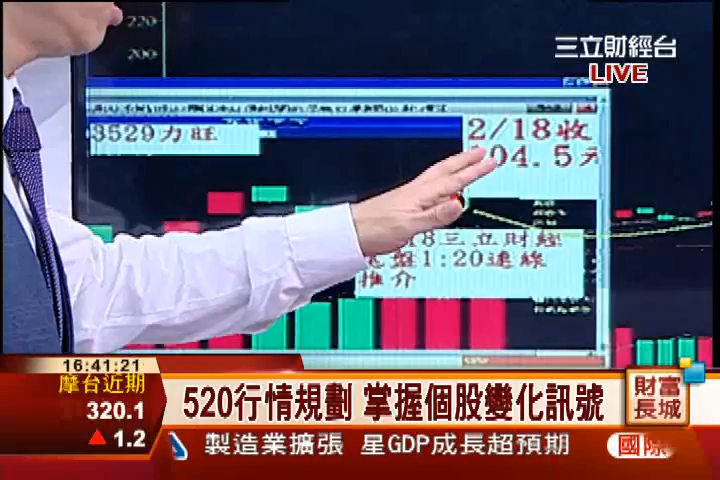 220
200
三立財經台
LIVE
3529力旺
2/18收
04.5元
8三立財經
盤1:20連線
推介
16:41:21
摩台近期
320.1
▲1.2
520行情規劃 掌握個股變化訊號
財富
長城
製造業擴張 星GDP成長超預期
國際